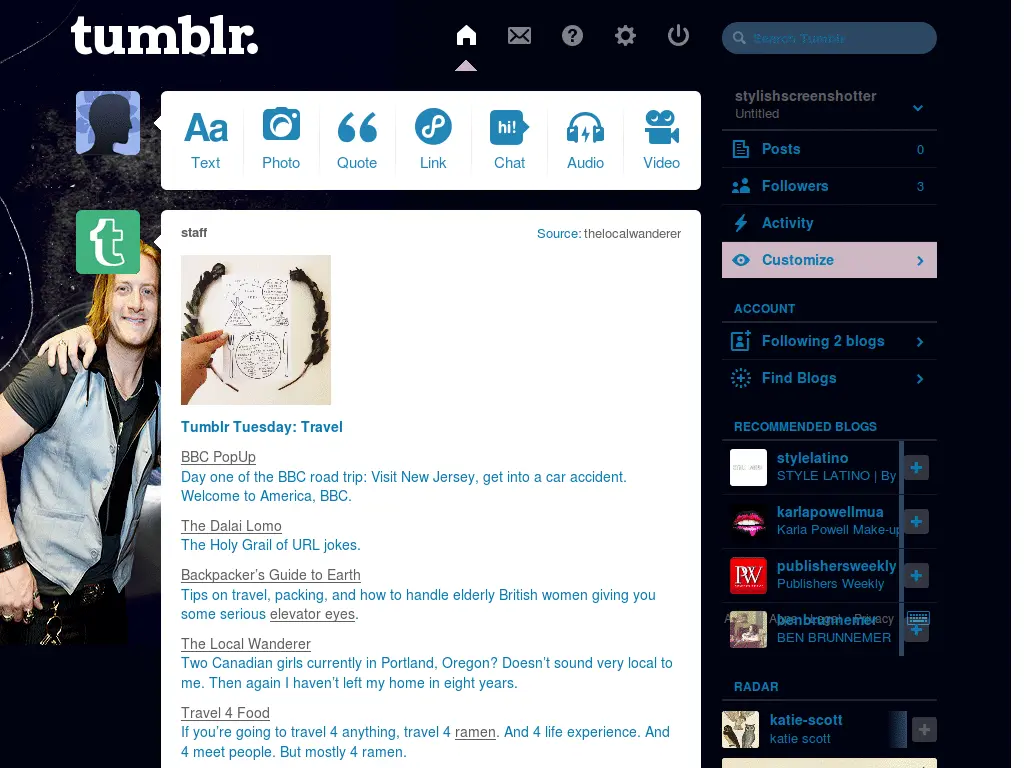 tumblr.
Search Tumblr
Aa
hi!
Text
Photo
Quote
Link
Chat
Audio
Video
stylishscreenshotter
Untitled
Posts 0
Followers 3
Activity
Customize
ACCOUNT
Following 2 blogs
Find Blogs
RECOMMENDED BLOGS
stylelatino
STYLE LATINO | By
karlapowellmua
Karla Powell Make-up
PW
publishersweekly
Publishers Weekly
benbrunnemer
BEN BRUNNEMER
Apps Legal Privacy
RADAR
katie-scott
katie scott
t
staff
Source: thelocalwanderer
EAT
Tumblr Tuesday: Travel
BBC PopUp
Day one of the BBC road trip: Visit New Jersey, get into a car accident.
Welcome to America, BBC.
The Dalai Lomo
The Holy Grail of URL jokes.
Backpacker’s Guide to Earth
Tips on travel, packing, and how to handle elderly British women giving you
some serious elevator eyes.
The Local Wanderer
Two Canadian girls currently in Portland, Oregon? Doesn’t sound very local to
me. Then again I haven’t left my home in eight years.
Travel 4 Food
If you’re going to travel 4 anything, travel 4 ramen. And 4 life experience. And
4 meet people. But mostly 4 ramen.